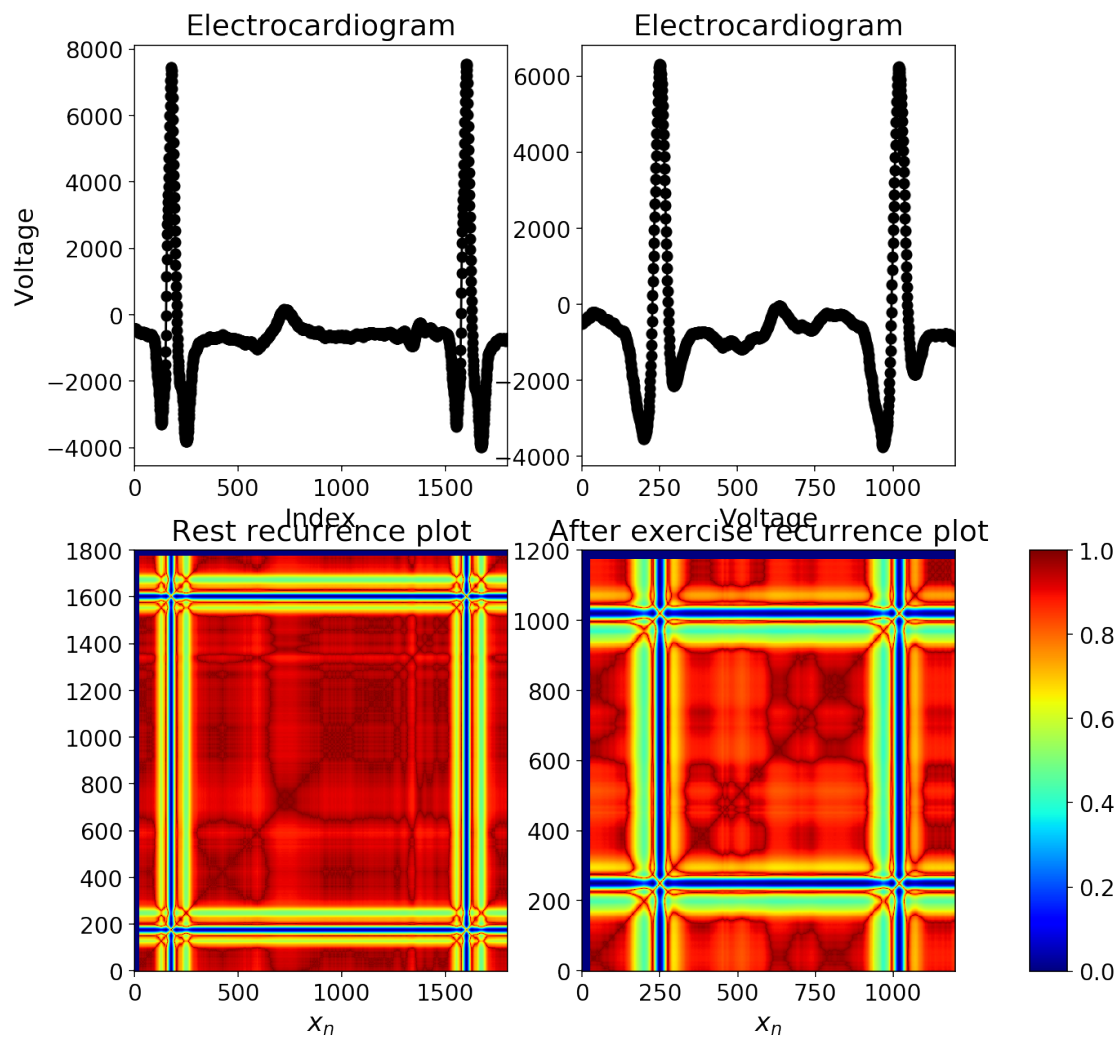 Electrocardiogram
Electrocardiogram
8000
6000
4000
2000
0
−2000
−4000
Voltage
0 500 1000 1500
Index
6000
4000
2000
0
−2000
−4000
0 250 500 750 1000
Voltage
Rest recurrence plot
1800
1600
1400
1200
1000
800
600
400
200
0
0 500 1000 1500
xₙ
After exercise recurrence plot
1200
1000
800
600
400
200
0
0 250 500 750 1000
xₙ
1.0
0.8
0.6
0.4
0.2
0.0